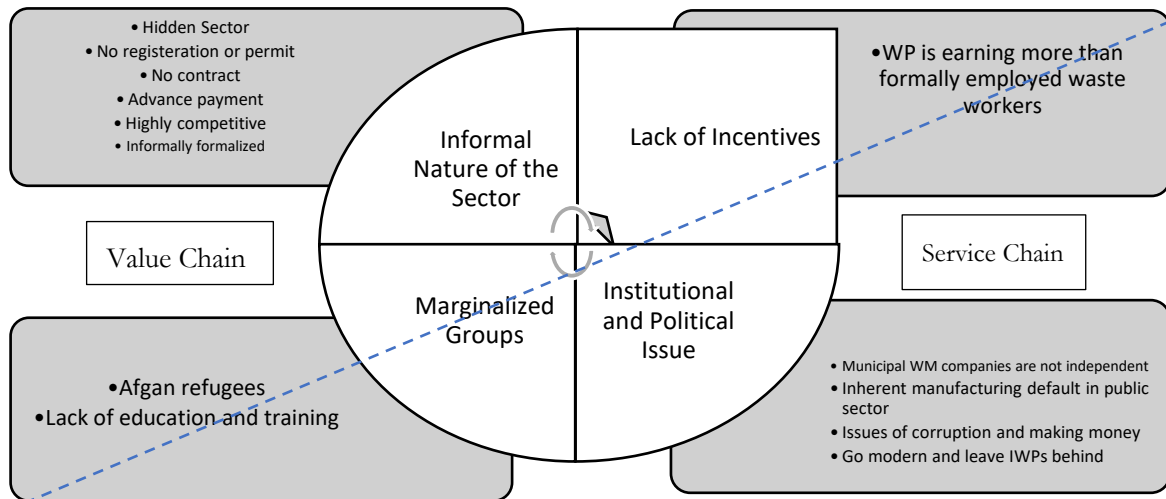 • Hidden Sector
• No registeration or permit
• No contract
• Advance payment
• Highly competitive
• Informally formalized
Informal
Nature of the
Sector
Lack of Incentives
•WP is earning more than
formally employed waste
workers
Value Chain
Service Chain
Marginalized
Groups
Institutional
and Political
Issue
•Afgan refugees
•Lack of education and training
• Municipal WM companies are not independent
• Inherent manufacturing default in public
sector
• Issues of corruption and making money
• Go modern and leave IWPs behind